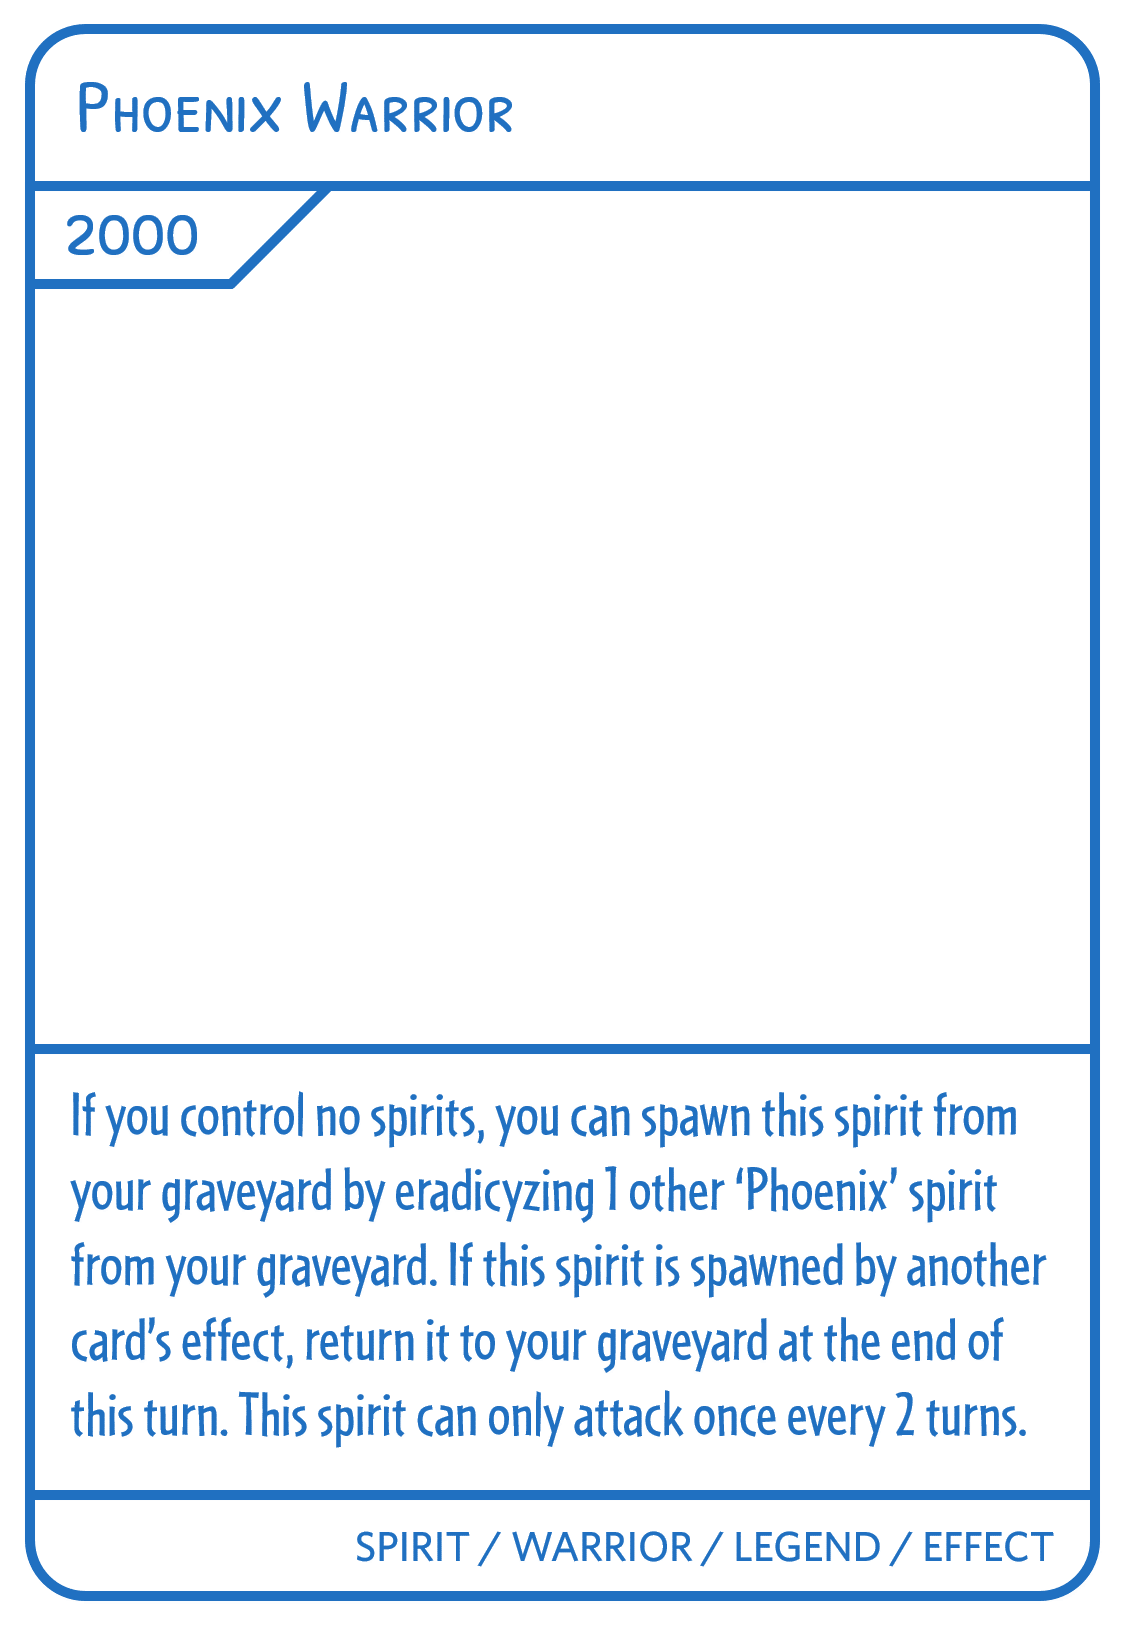 Phoenix Warrior
2000
If you control no spirits, you can spawn this spirit from
your graveyard by eradicyzing 1 other ‘Phoenix’ spirit
from your graveyard. If this spirit is spawned by another
card’s effect, return it to your graveyard at the end of
this turn. This spirit can only attack once every 2 turns.
SPIRIT / WARRIOR / LEGEND / EFFECT